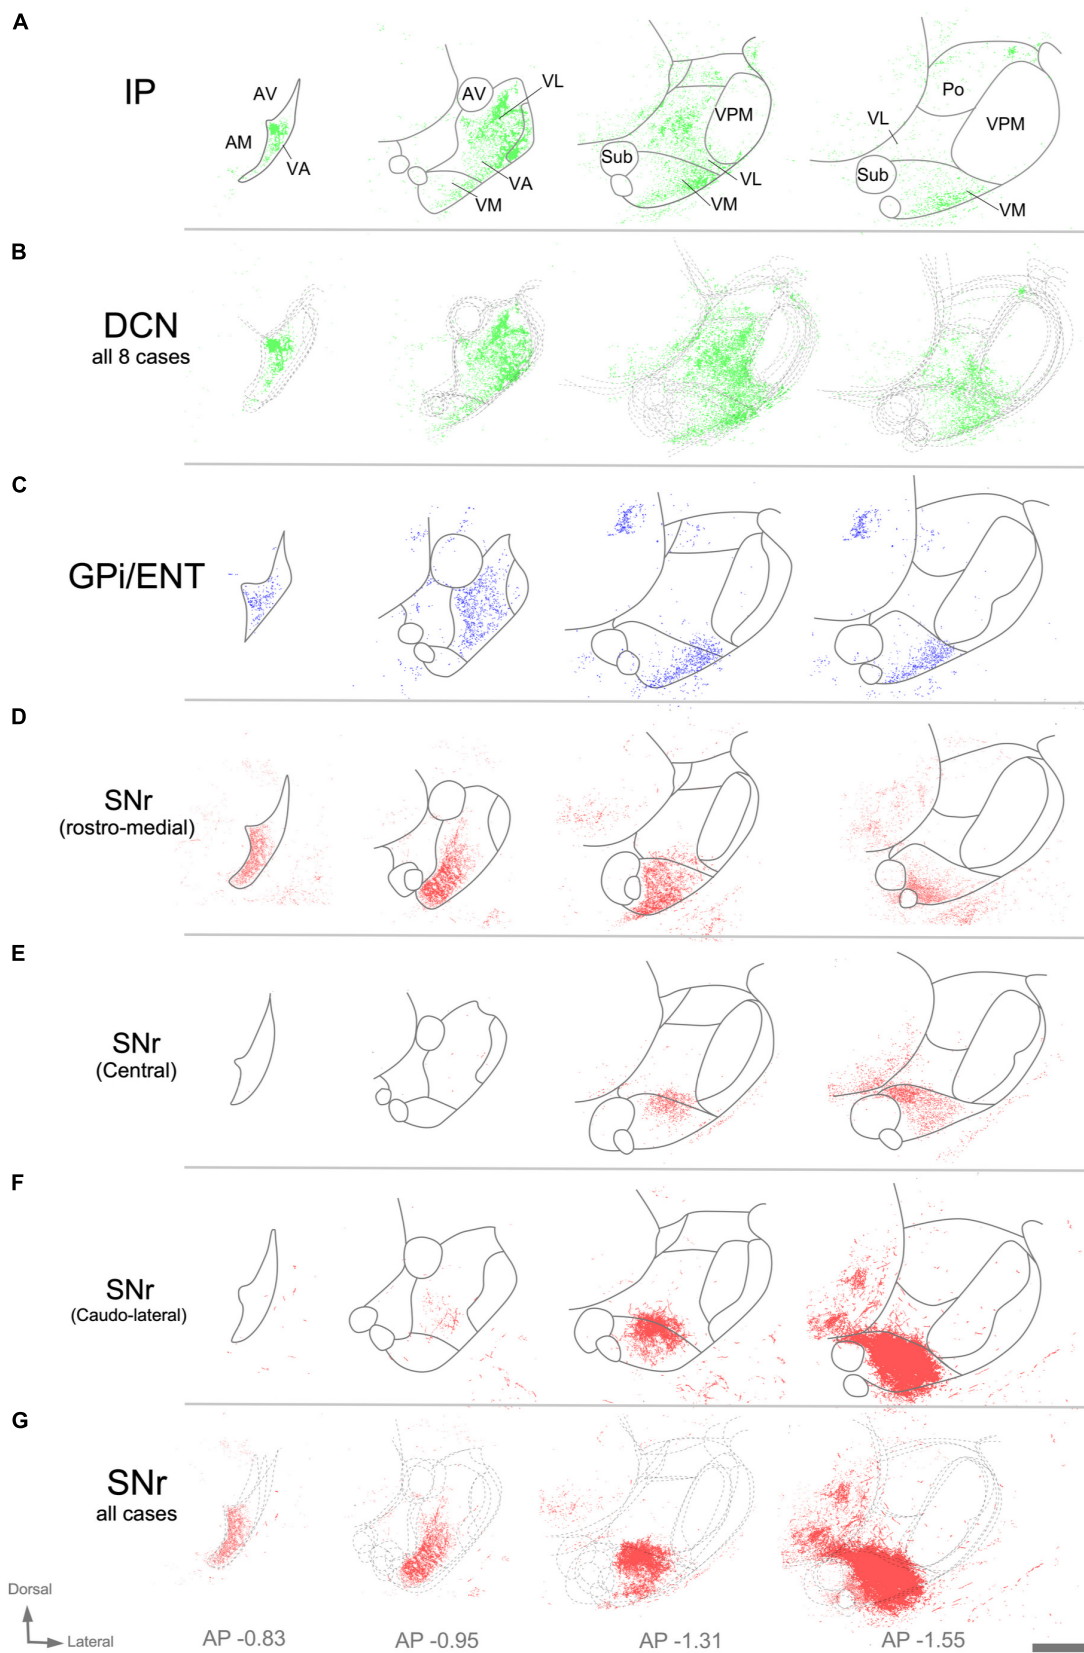 A
IP
AV
AM
VA
AV
VL
VA
VM
VPM
Sub
VL
VM
Po
VL
VPM
Sub
VM
B
DCN
all 8 cases
C
GPi/ENT
D
SNr
(rostro-medial)
E
SNr
(Central)
F
SNr
(Caudo-lateral)
G
SNr
all cases
Dorsal
Lateral
AP -0.83
AP -0.95
AP -1.31
AP -1.55